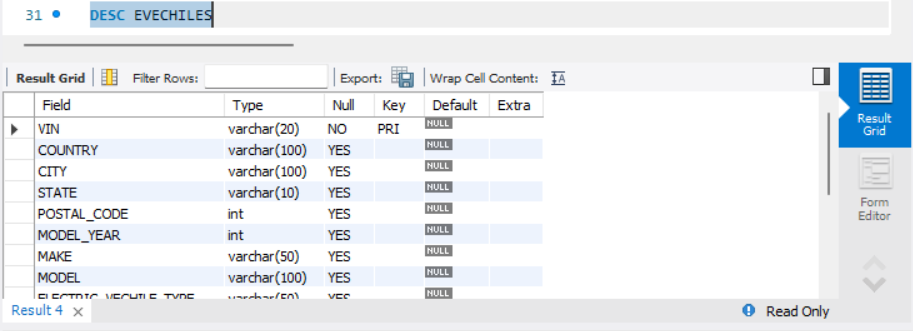 31 DESC EVECHILES
Result Grid Filter Rows: Export: Wrap Cell Content: IA
Result Grid
Form Editor
Field Type Null Key Default Extra
VIN varchar(20) NO PRI NULL
COUNTRY varchar(100) YES NULL
CITY varchar(100) YES NULL
STATE varchar(10) YES NULL
POSTAL_CODE int YES NULL
MODEL_YEAR int YES NULL
MAKE varchar(50) YES NULL
MODEL varchar(100) YES NULL
ELECTRIC_VECHILE_TYPE varchar(50) YES NULL
Result 4 × Read Only